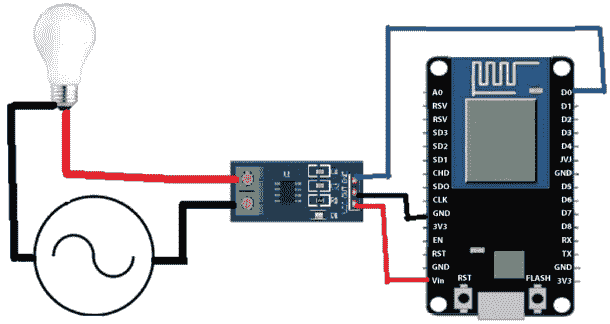 A0
RSV
RSV
SD3
SD2
SD1
CHD
SDO
CLK
GND
3V3
EN
RST
GND
Vin
D0
D1
D2
D3
D4
JVJ
GND
D5
D6
D7
D8
RX
TX
GND
3V3
RST
FLASH